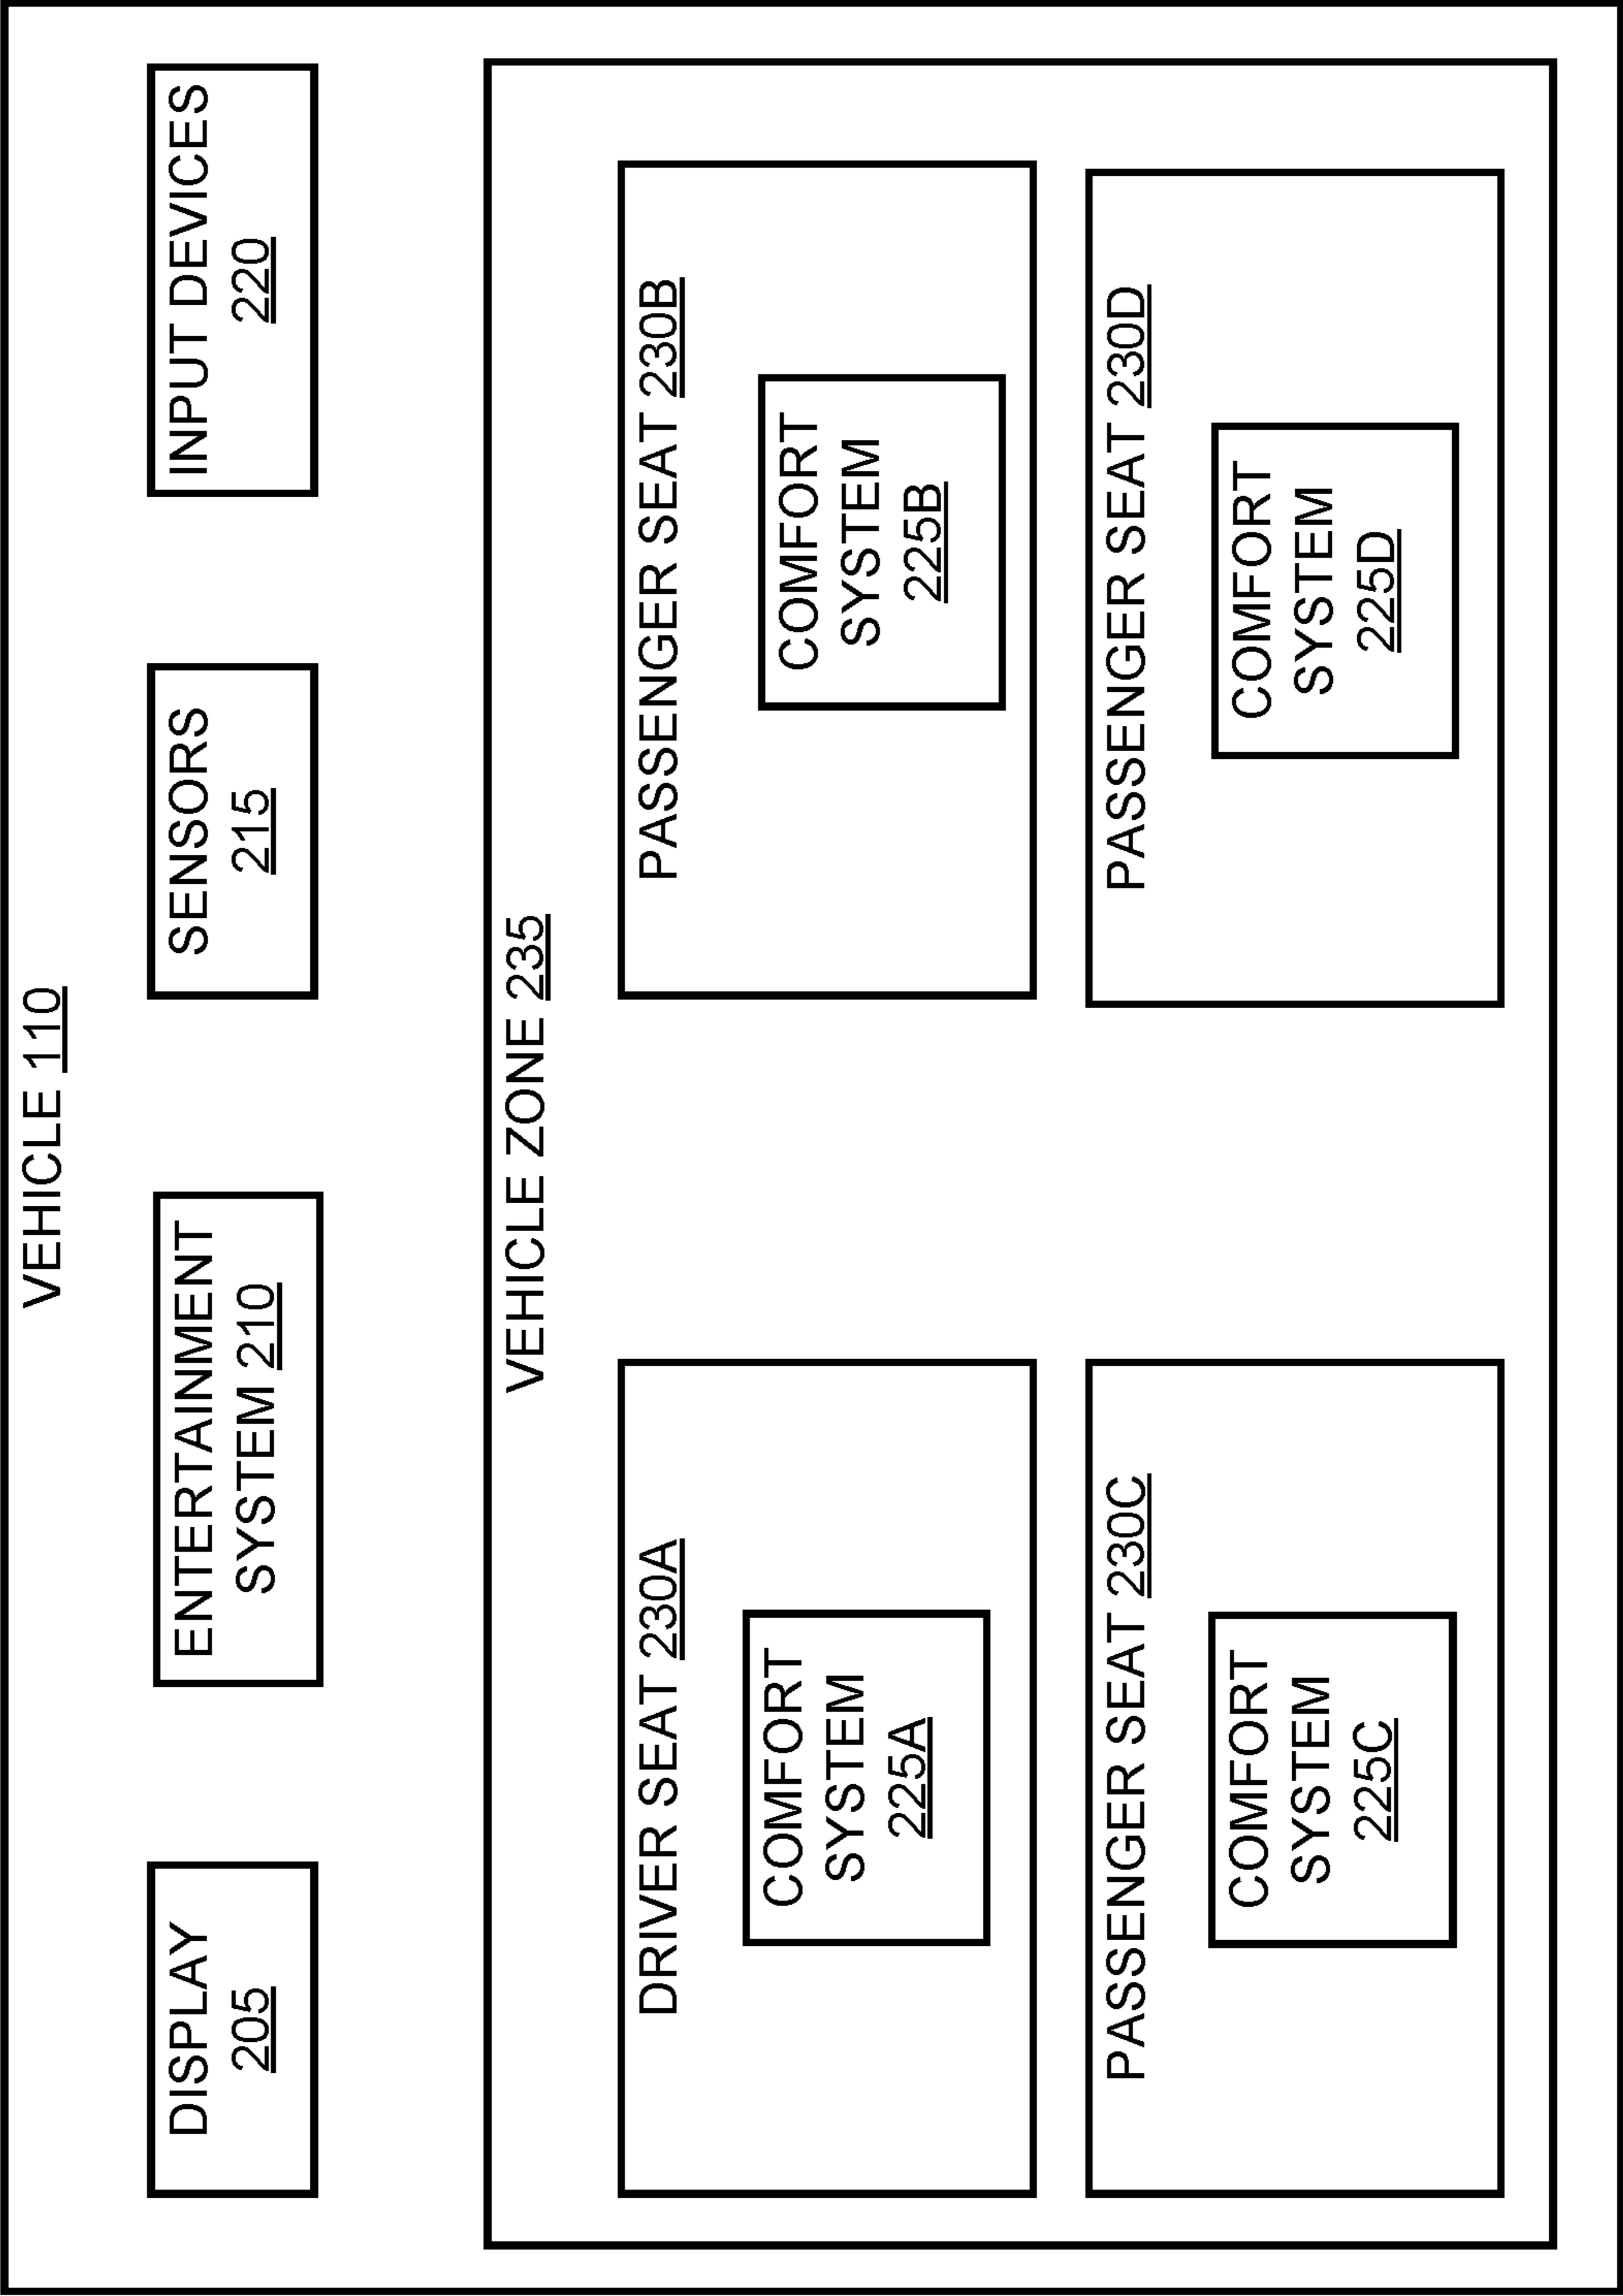 VEHICLE 110
DISPLAY
205
ENTERTAINMENT
SYSTEM 210
SENSORS
215
INPUT DEVICES
220
VEHICLE ZONE 235
DRIVER SEAT 230A
COMFORT
SYSTEM
225A
PASSENGER SEAT 230B
COMFORT
SYSTEM
225B
PASSENGER SEAT 230C
COMFORT
SYSTEM
225C
PASSENGER SEAT 230D
COMFORT
SYSTEM
225D